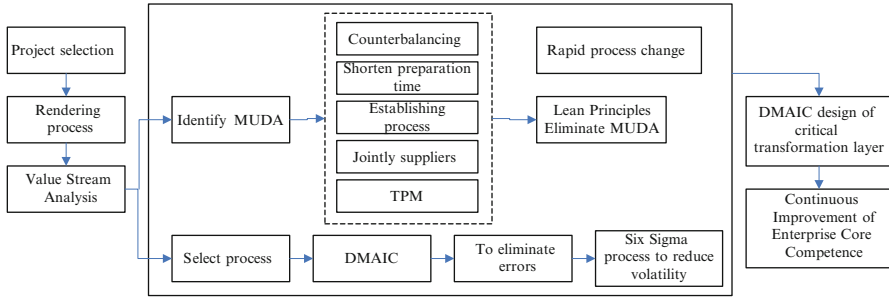 Project selection
Rendering
process
Value Stream
Analysis
Identify MUDA
Counterbalancing
Shorten preparation
time
Establishing
process
Jointly suppliers
TPM
Rapid process change
Lean Principles
Eliminate MUDA
Select process
DMAIC
To eliminate
errors
Six Sigma
process to reduce
volatility
DMAIC design of
critical
transformation layer
Continuous
Improvement of
Enterprise Core
Competence